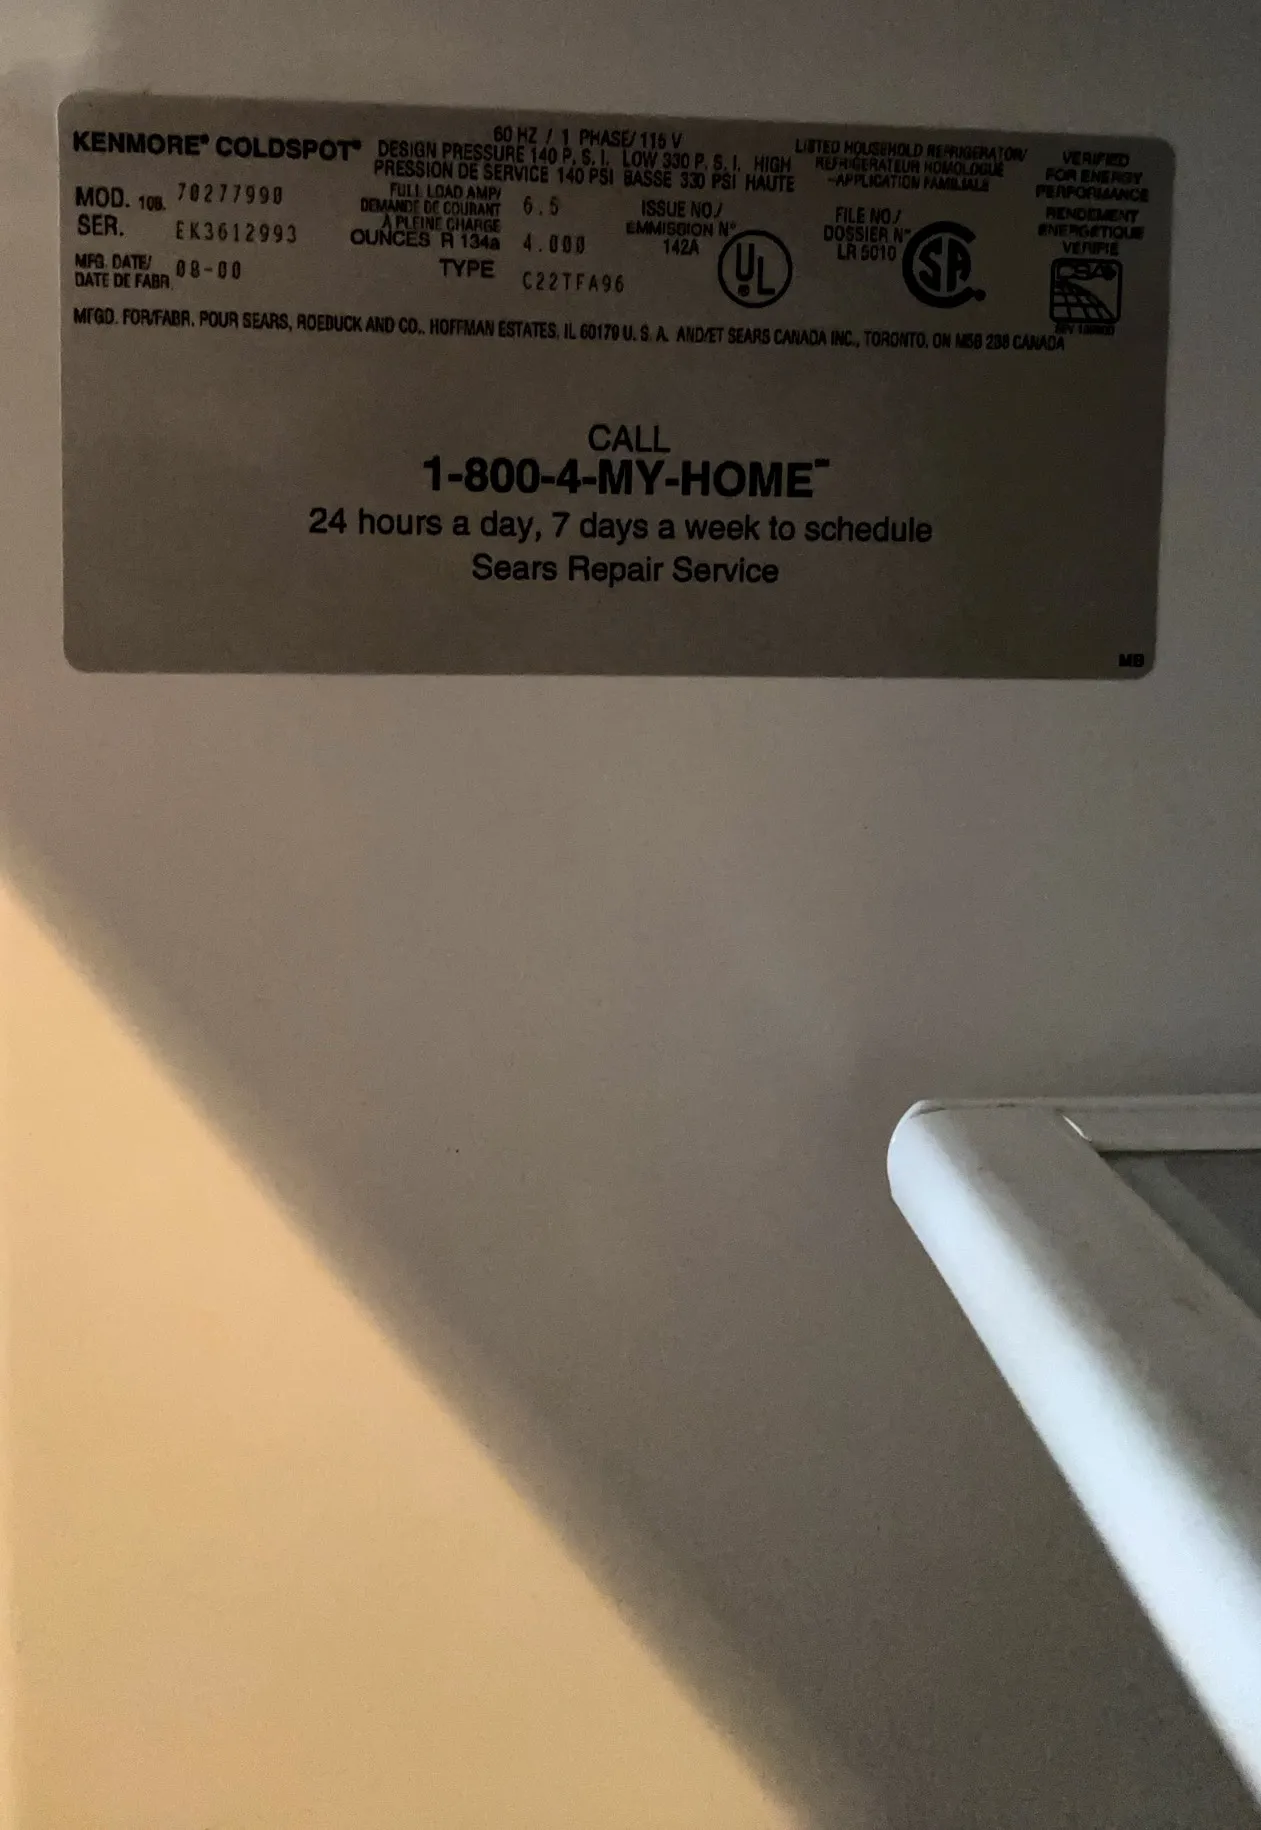 KENMORE® COLDSPOT®
60 HZ / 1 PHASE/ 115 V
DESIGN PRESSURE 140 P. S. I. LOW 330 P. S. I. HIGH
PRESSION DE SERVICE 140 PSI BASSE 330 PSI HAUTE
LISTED HOUSEHOLD REFRIGERATOR/
REFRIGERATEUR HOMOLOGUE
-APPLICATION FAMILIALE
VERIFIED
FOR ENERGY
PERFORMANCE
RENDEMENT
ENERGETIQUE
VERIFIE
MOD. 106. 70277990
SER. EK3612993
MFG. DATE/
DATE DE FABR. 08-00
FULL LOAD AMP/
DEMANDE DE COURANT
À PLEINE CHARGE 6.5
OUNCES R 134a 4.000
TYPE C22TFA96
ISSUE NO./
EMMISSION N°
142A
UL
FILE NO./
DOSSIER N°
LR 5010
SA
CSA
MFGD. FOR/FABR. POUR SEARS, ROEBUCK AND CO., HOFFMAN ESTATES, IL 60179 U. S. A. AND/ET SEARS CANADA INC., TORONTO, ON M5B 2B8 CANADA
CALL
1-800-4-MY-HOME℠
24 hours a day, 7 days a week to schedule
Sears Repair Service
MB